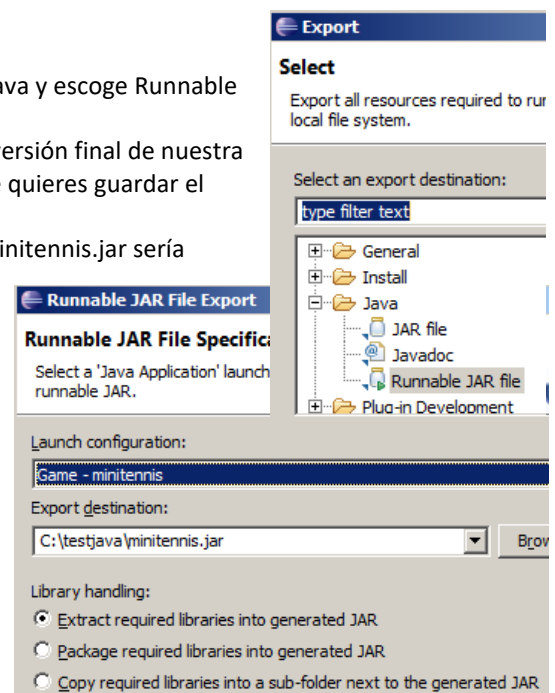 ava y escoge Runnable
ersión final de nuestra
quieres guardar el
initennis.jar sería
Export
Select
Export all resources required to run
local file system.
Select an export destination:
type filter text
General
Install
Java
JAR file
Javadoc
Runnable JAR file
Plug-in Development
Runnable JAR File Export
Runnable JAR File Specific
Select a 'Java Application' launch
runnable JAR.
Launch configuration:
Game - minitennis
Export destination:
C:\testjava\minitennis.jar
Brow
Library handling:
Extract required libraries into generated JAR
Package required libraries into generated JAR
Copy required libraries into a sub-folder next to the generated JAR